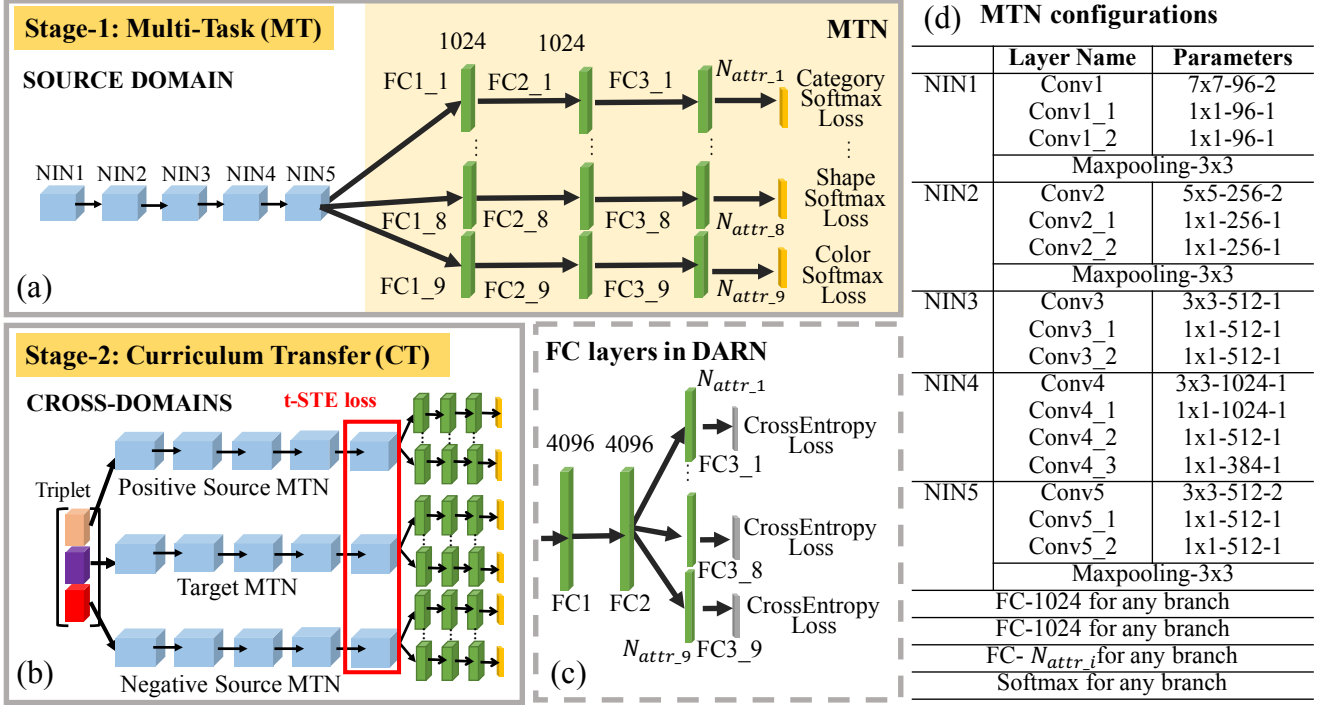 Stage-1: Multi-Task (MT)
MTN
SOURCE DOMAIN
1024
1024
FC1_1
FC2_1
FC3_1
N_attr_1
Category
Softmax
Loss
NIN1
NIN2
NIN3
NIN4
NIN5
FC1_8
FC2_8
FC3_8
N_attr_8
Shape
Softmax
Loss
FC1_9
FC2_9
FC3_9
N_attr_9
Color
Softmax
Loss
(a)
Stage-2: Curriculum Transfer (CT)
CROSS-DOMAINS
t-STE loss
Triplet
Positive Source MTN
Target MTN
Negative Source MTN
(b)
FC layers in DARN
N_attr_1
4096
4096
CrossEntropy
Loss
FC3_1
CrossEntropy
Loss
FC3_8
FC1
FC2
CrossEntropy
Loss
N_attr_9
FC3_9
(c)
(d) MTN configurations
Layer Name Parameters
NIN1 Conv1 7x7-96-2
Conv1_1 1x1-96-1
Conv1_2 1x1-96-1
Maxpooling-3x3
NIN2 Conv2 5x5-256-2
Conv2_1 1x1-256-1
Conv2_2 1x1-256-1
Maxpooling-3x3
NIN3 Conv3 3x3-512-1
Conv3_1 1x1-512-1
Conv3_2 1x1-512-1
NIN4 Conv4 3x3-1024-1
Conv4_1 1x1-1024-1
Conv4_2 1x1-512-1
Conv4_3 1x1-384-1
NIN5 Conv5 3x3-512-2
Conv5_1 1x1-512-1
Conv5_2 1x1-512-1
Maxpooling-3x3
FC-1024 for any branch
FC-1024 for any branch
FC- N_attr_i for any branch
Softmax for any branch